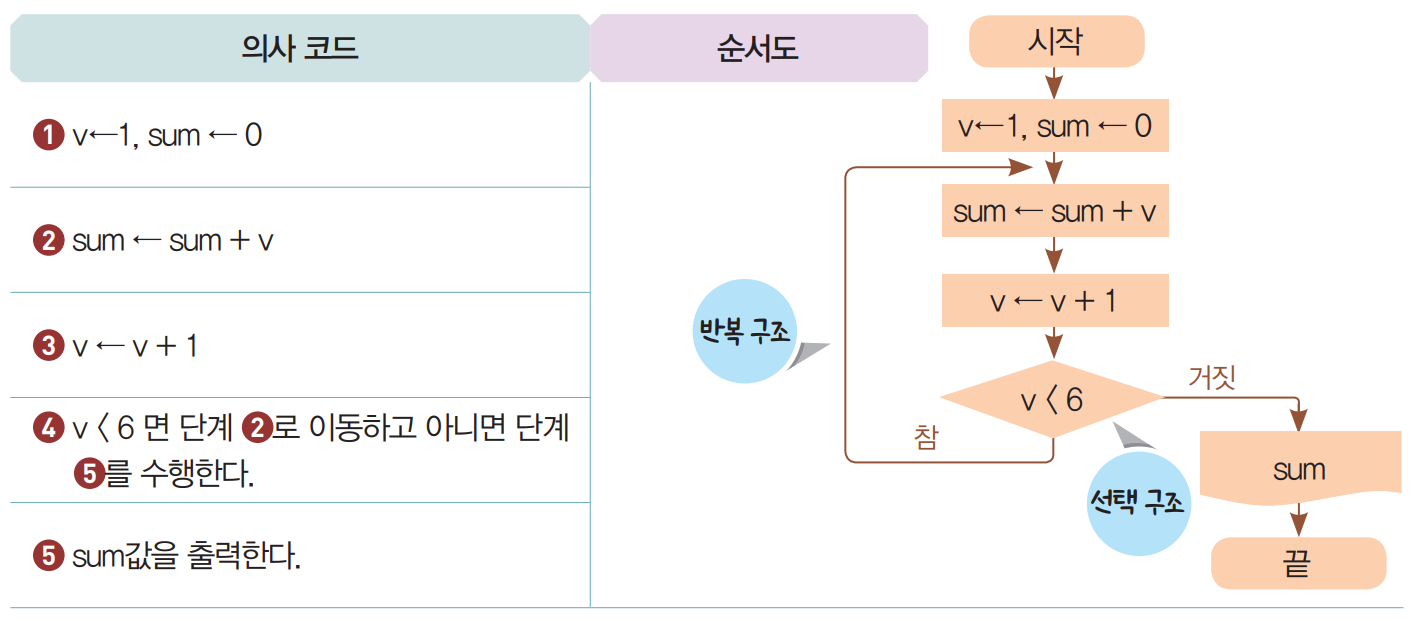 의사 코드
순서도
❶ v←1, sum ← 0
❷ sum ← sum + v
❸ v ← v + 1
❹ v < 6 면 단계 ❷로 이동하고 아니면 단계
❺를 수행한다.
❺ sum값을 출력한다.
시작
v←1, sum ← 0
sum ← sum + v
v ← v + 1
반복 구조
v < 6
거짓
참
선택 구조
sum
끝